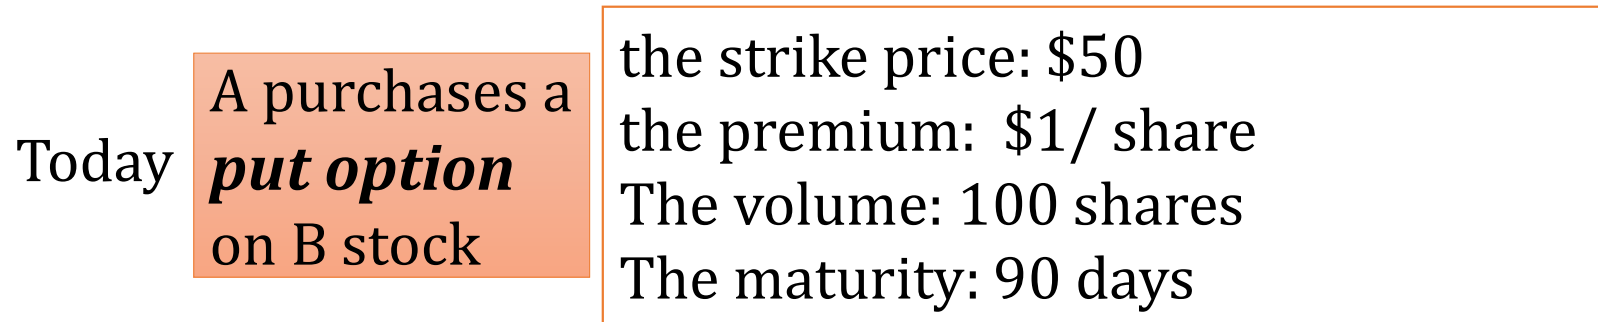 Today
A purchases a
put option
on B stock
the strike price: $50
the premium:  $1/ share
The volume: 100 shares
The maturity: 90 days